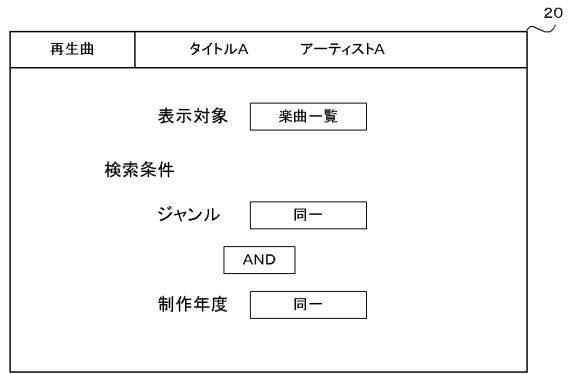 20
再生曲 タイトルA アーティストA
表示対象 楽曲一覧
検索条件
ジャンル 同一
AND
制作年度 同一